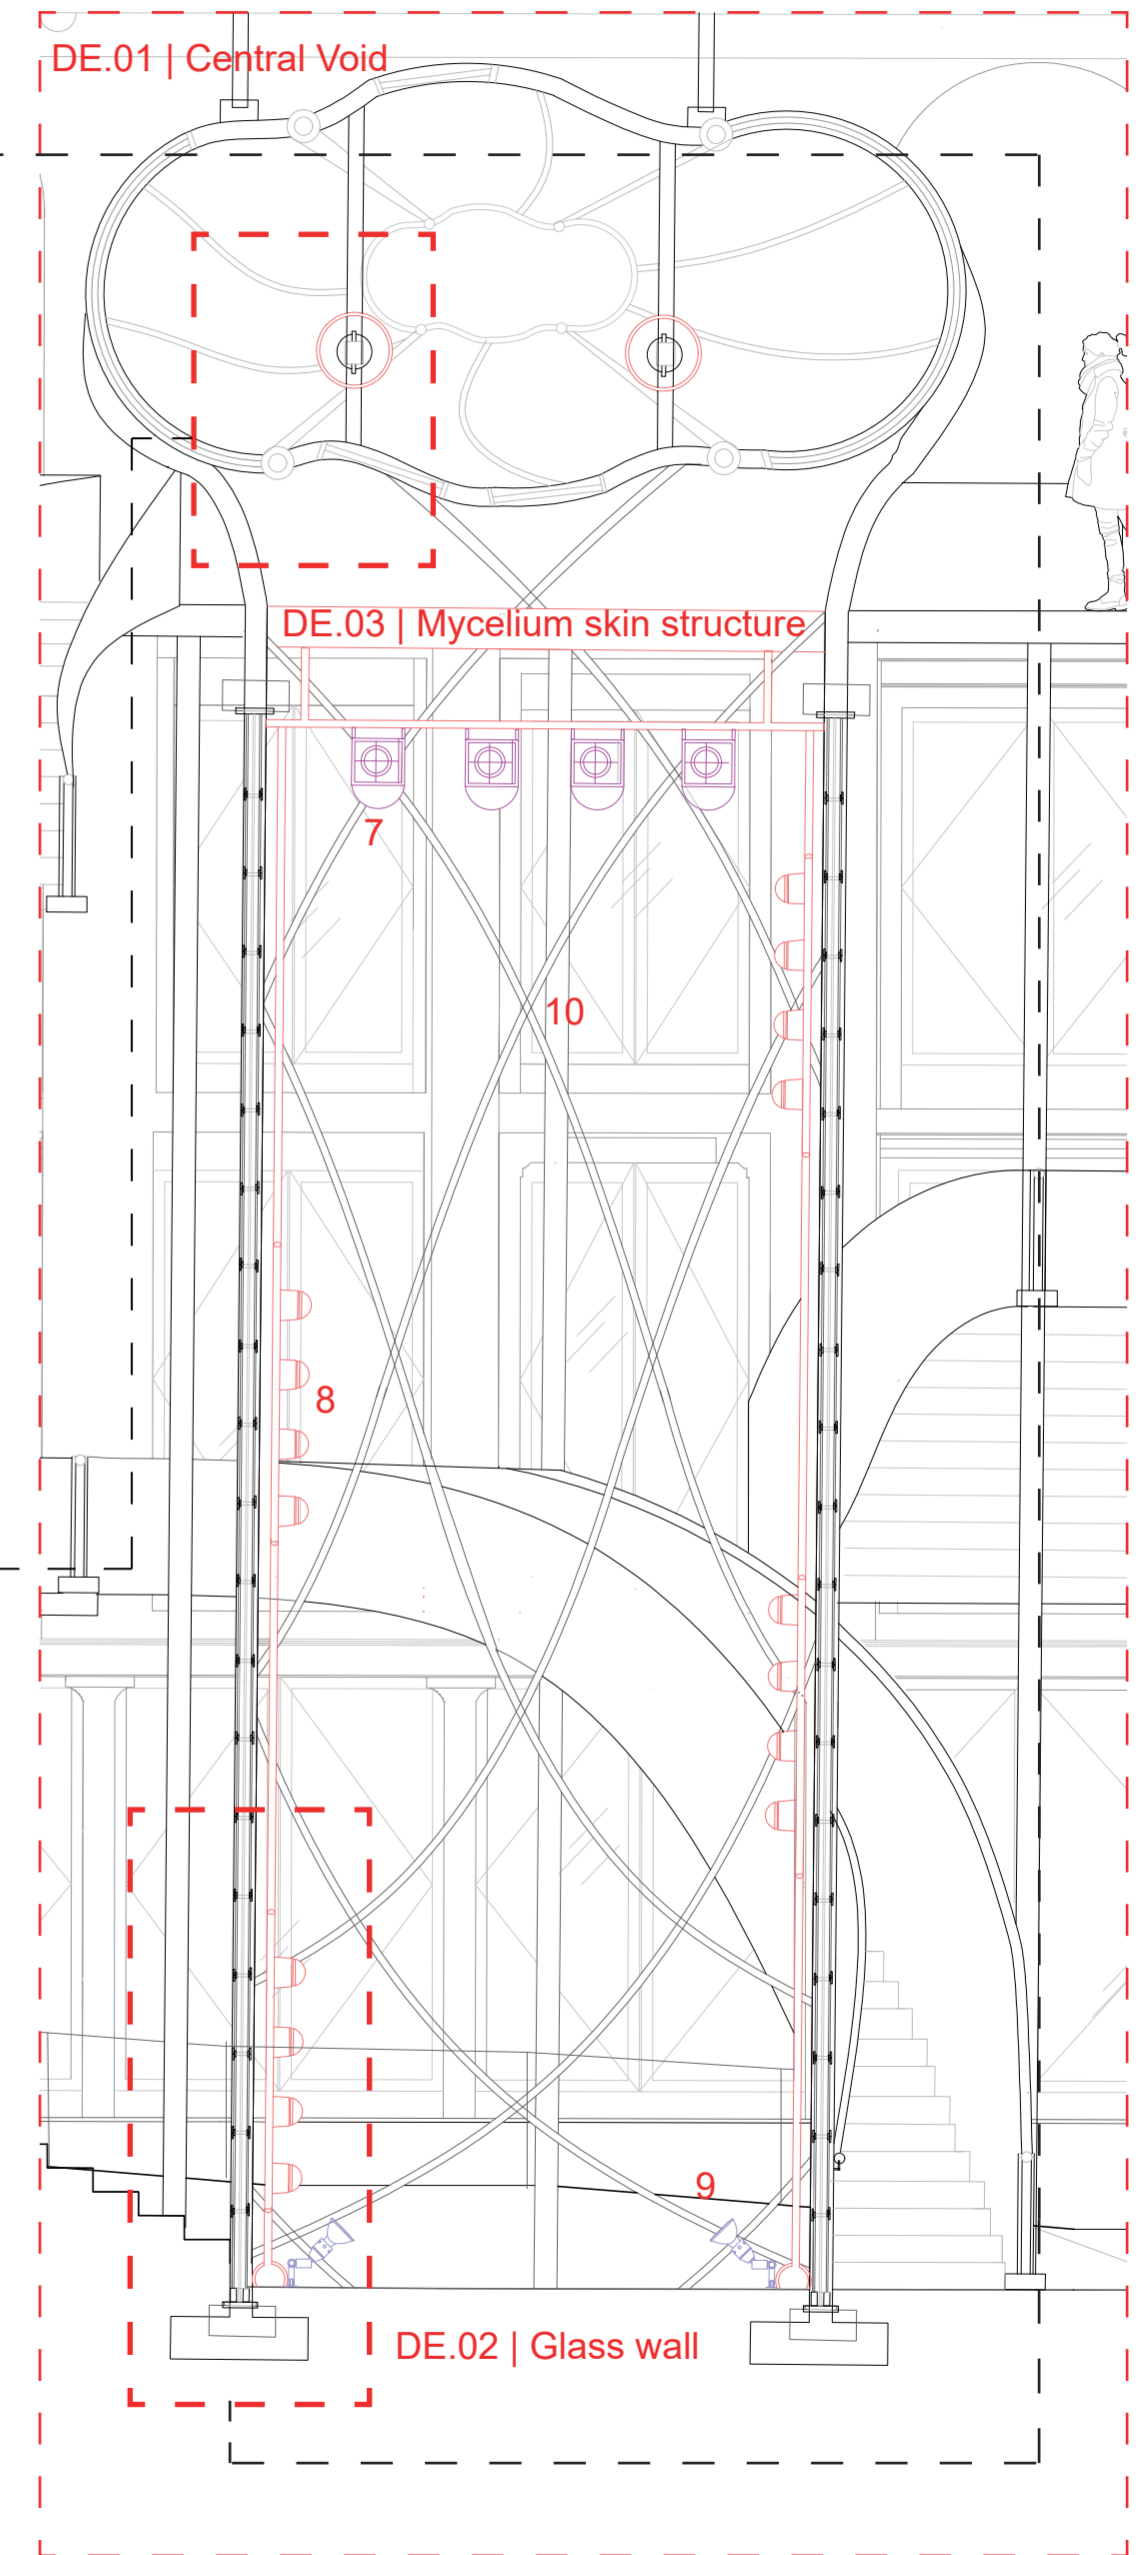 DE.01 | Central Void
DE.03 | Mycelium skin structure
7
10
8
9
DE.02 | Glass wall